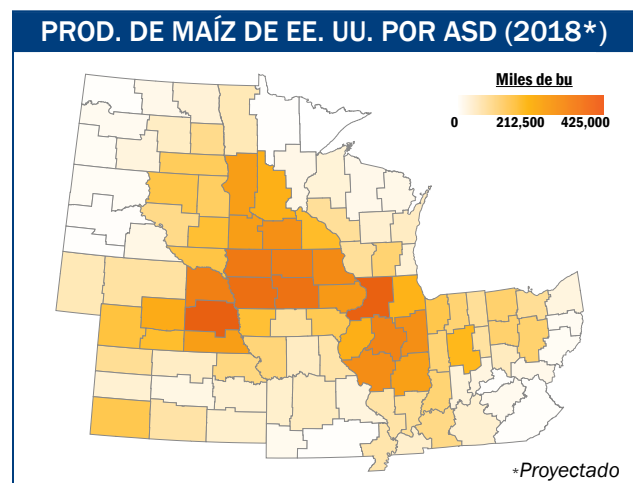 PROD. DE MAÍZ DE EE. UU. POR ASD (2018*)
Miles de bu
0 212,500 425,000
*Proyectado